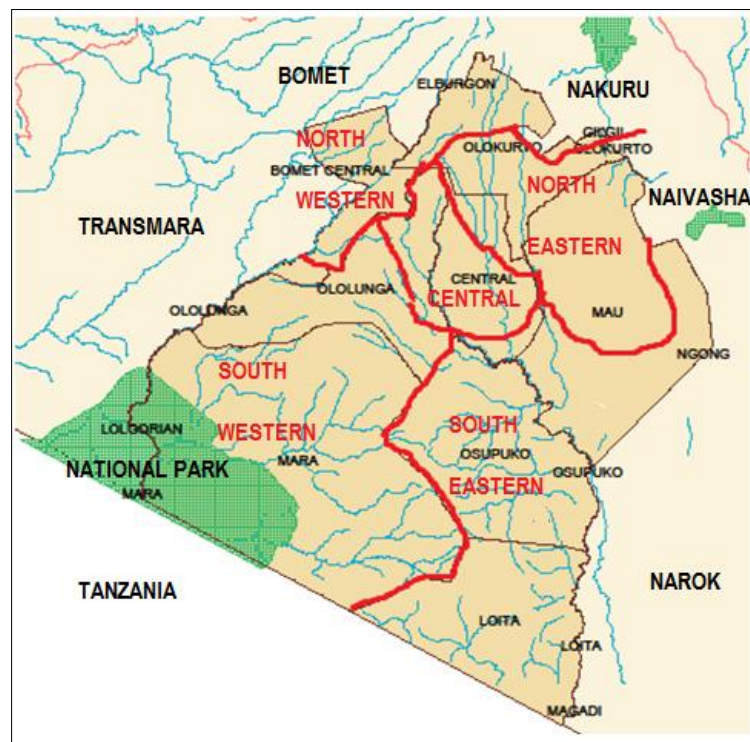 BOMET
ELBURGON
NAKURU
NORTH
OLOKURTO
GILGIL
OLOKURTO
BOMET CENTRAL
NORTH
WESTERN
NAIVASHA
TRANSMARA
EASTERN
CENTRAL
OLOLUNGA
CENTRAL
OLOLUNGA
MAU
NGONG
SOUTH
LOLGORIAN
WESTERN
SOUTH
OSUPUKO
NATIONAL PARK
MARA
OSUPUKO
EASTERN
MARA
TANZANIA
NAROK
LOITA
LOITA
MAGADI